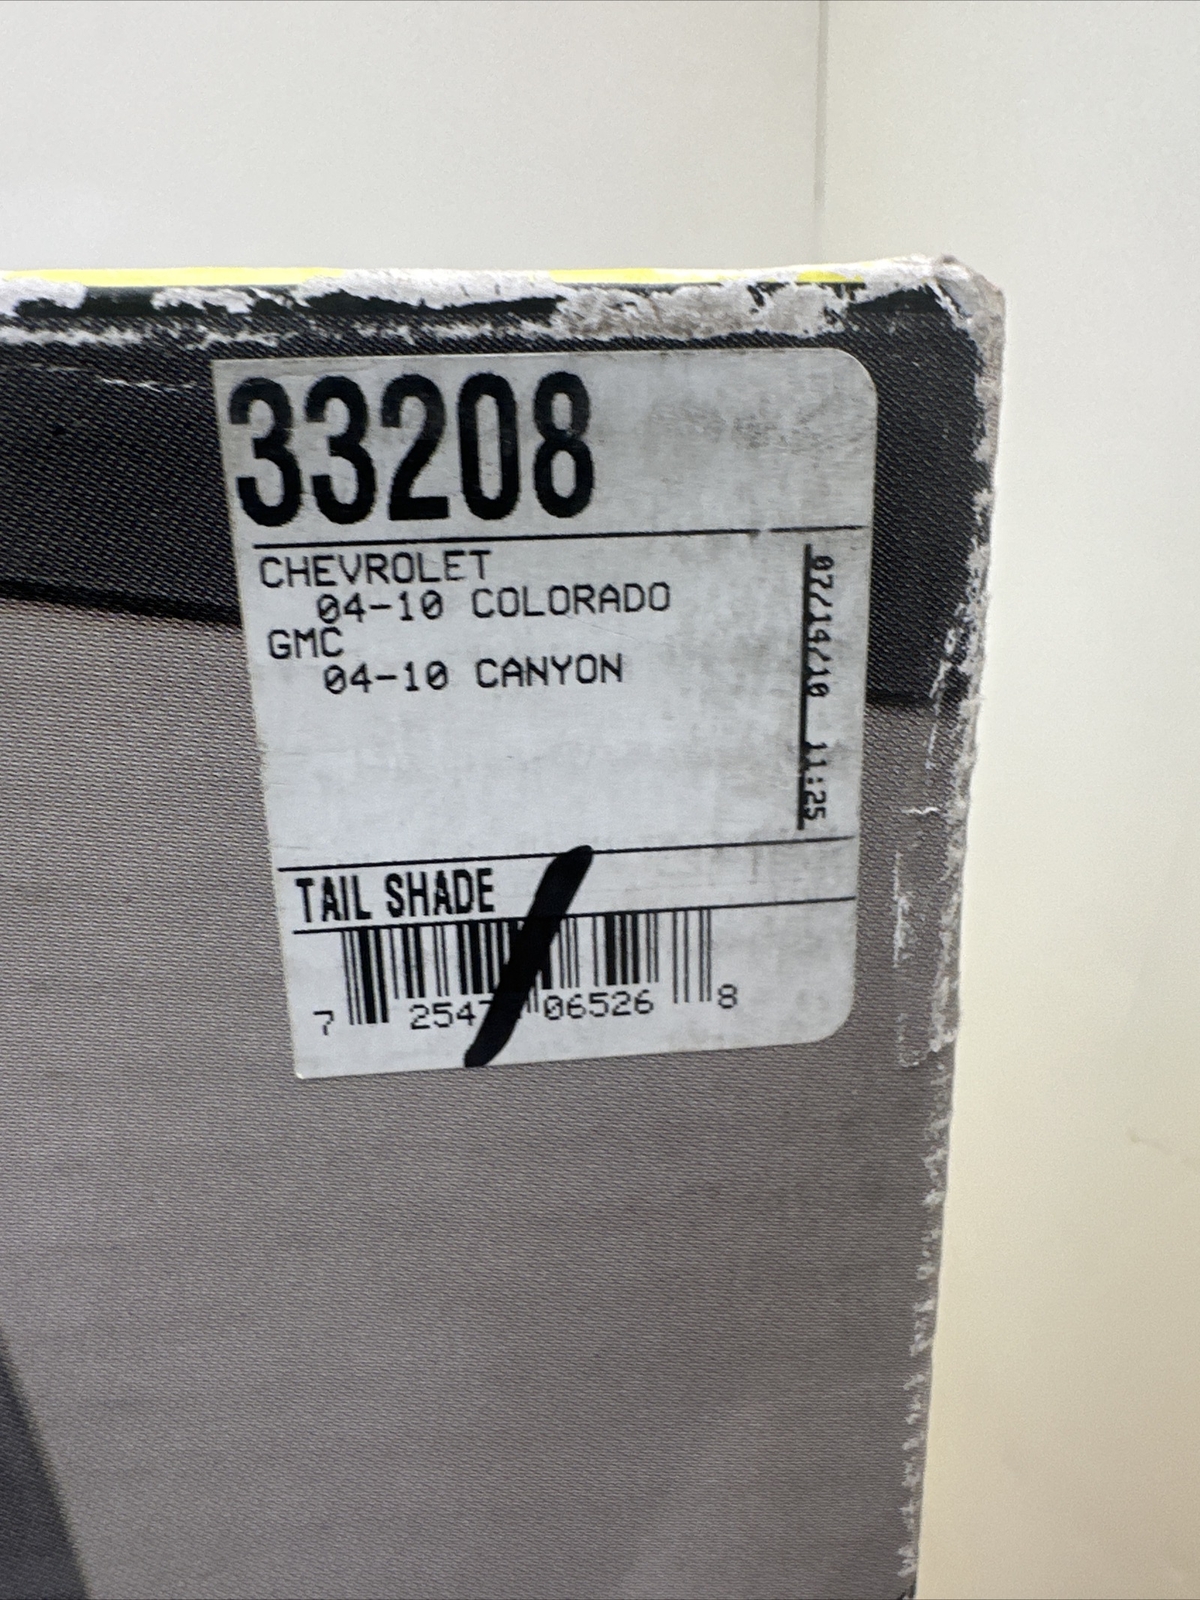 33208
CHEVROLET
04-10 COLORADO
GMC
04-10 CANYON
07/14/10 11:25
TAIL SHADE
7 254 06526 8